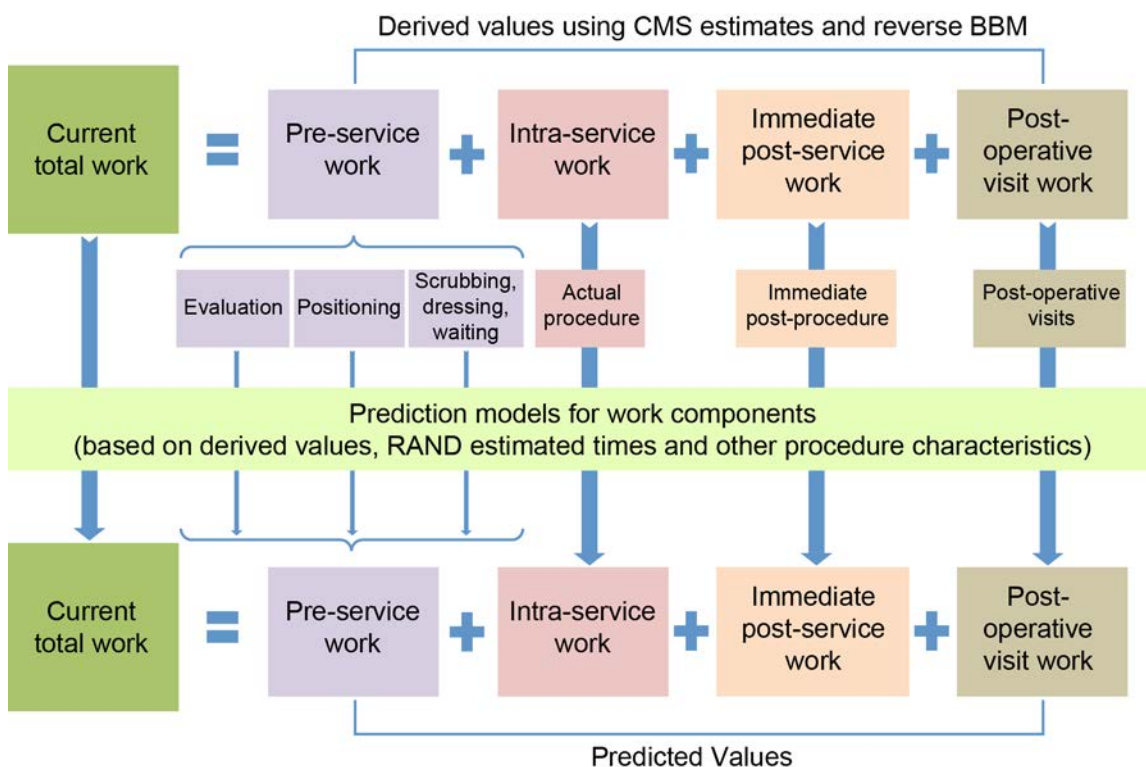 Derived values using CMS estimates and reverse BBM
Current
total work
=
Pre-service
work
+
Intra-service
work
+
Immediate
post-service
work
+
Post-
operative
visit work
Evaluation
Positioning
Scrubbing,
dressing,
waiting
Actual
procedure
Immediate
post-procedure
Post-operative
visits
Prediction models for work components
(based on derived values, RAND estimated times and other procedure characteristics)
Current
total work
=
Pre-service
work
+
Intra-service
work
+
Immediate
post-service
work
+
Post-
operative
visit work
Predicted Values